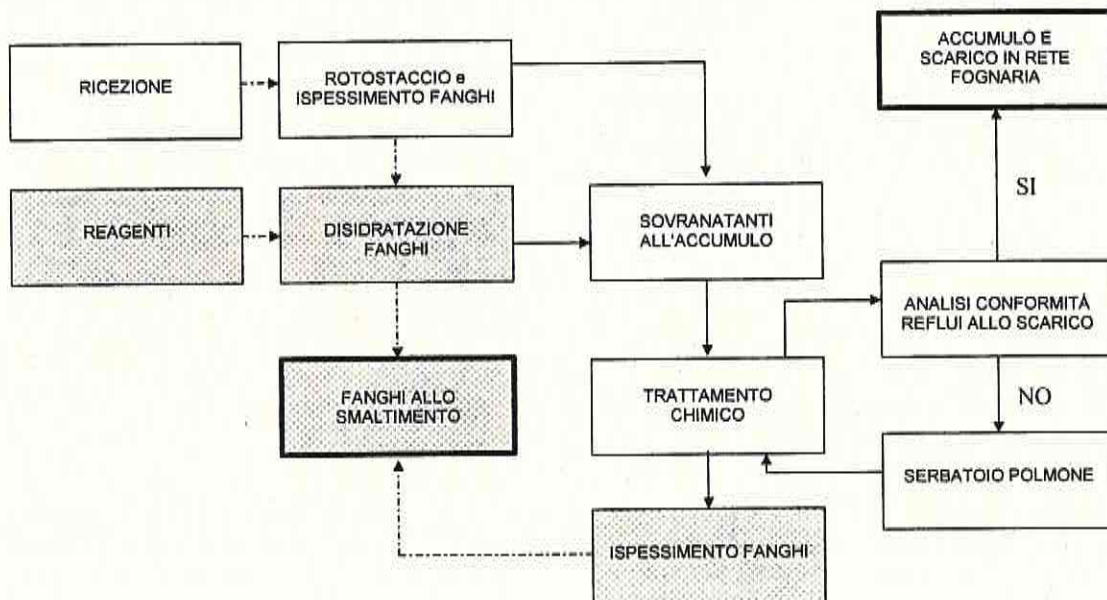 RICEZIONE
ROTOSTACCIO e
ISPESSIMENTO FANGHI
ACCUMULO E
SCARICO IN RETE
FOGNARIA
REAGENTI
DISIDRATAZIONE
FANGHI
SOVRANATANTI
ALL'ACCUMULO
SI
ANALISI CONFORMITÁ
REFLUI ALLO SCARICO
FANGHI ALLO
SMALTIMENTO
TRATTAMENTO
CHIMICO
NO
SERBATOIO POLMONE
ISPESSIMENTO FANGHI